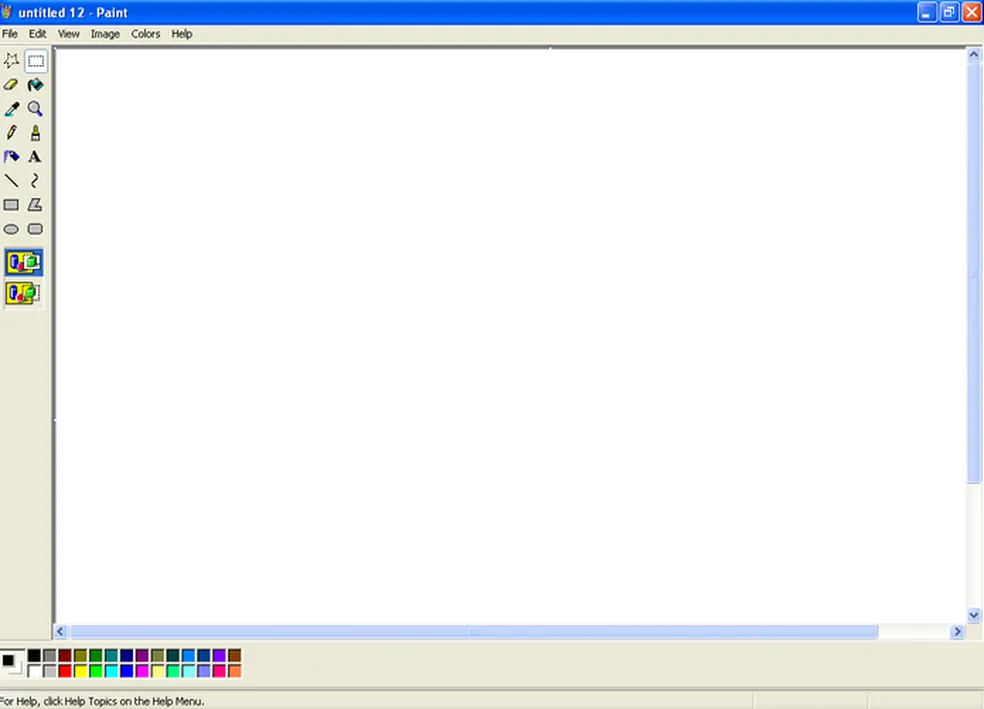 untitled 12 - Paint
File Edit View Image Colors Help
A
For Help, click Help Topics on the Help Menu.